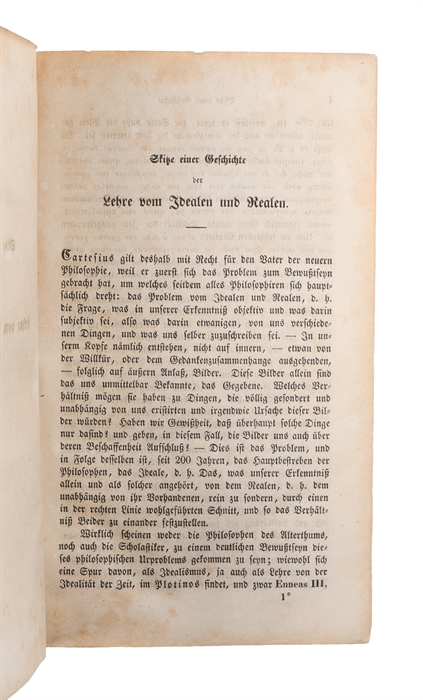 Skitze einer Geschichte
der
Lehre vom Idealen und Realen.
Cartesius gilt deshalb mit Recht für den Vater der neuern
Philosophie, weil er zuerst sich das Problem zum Bewußtseyn
gebracht hat, um welches seitdem alles Philosophiren sich haupt-
sächlich dreht: das Problem vom Idealen und Realen, d. h.
die Frage, was in unserer Erkenntniß objektiv und was darin
subjektiv sei, also was darin etwanigen, von uns verschiede-
nen Dingen, und was uns selber zuzuschreiben sei. — In un-
serm Kopfe nämlich entstehen, nicht auf innern, — etwan von
der Willkür, oder dem Gedankenzusammenhange ausgehenden,
— folglich auf äußern Anlaß, Bilder. Diese Bilder allein sind
das uns unmittelbar Bekannte, das Gegebene. Welches Ver-
hältniß mögen sie haben zu Dingen, die völlig gesondert und
unabhängig von uns existirten und irgendwie Ursache dieser Bil-
der würden? Haben wir Gewißheit, daß überhaupt solche Dinge
nur dasind? und geben, in diesem Fall, die Bilder uns auch über
deren Beschaffenheit Aufschluß? — Dies ist das Problem, und
in Folge desselben ist, seit 200 Jahren, das Hauptbestreben der
Philosophen, das Ideale, d. h. Das, was unserer Erkenntniß
allein und als solcher angehört, von dem Realen, d. h. dem
unabhängig von ihr Vorhandenen, rein zu sondern, durch einen
in der rechten Linie wohlgeführten Schnitt, und so das Verhält-
niß Beider zu einander festzustellen.
Wirklich scheinen weder die Philosophen des Alterthums,
noch auch die Scholastiker, zu einem deutlichen Bewußtseyn die-
ses philosophischen Urproblems gekommen zu seyn; wiewohl sich
eine Spur davon, als Idealismus, ja auch als Lehre von der
Idealität der Zeit, im Plotinos findet, und zwar Enneas III,
1*